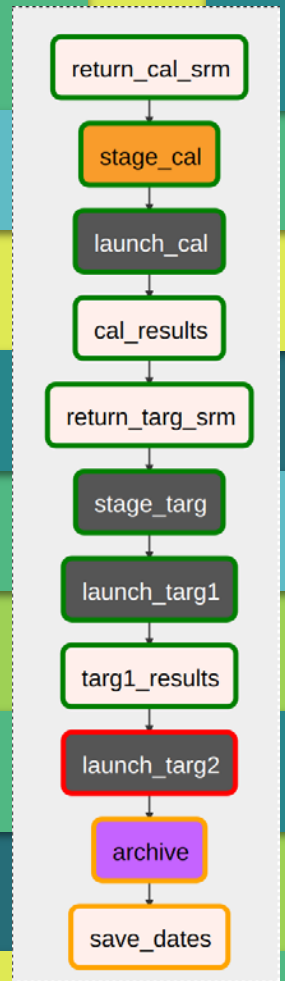 return_cal_srm
stage_cal
launch_cal
cal_results
return_targ_srm
stage_targ
launch_targ1
targ1_results
launch_targ2
archive
save_dates